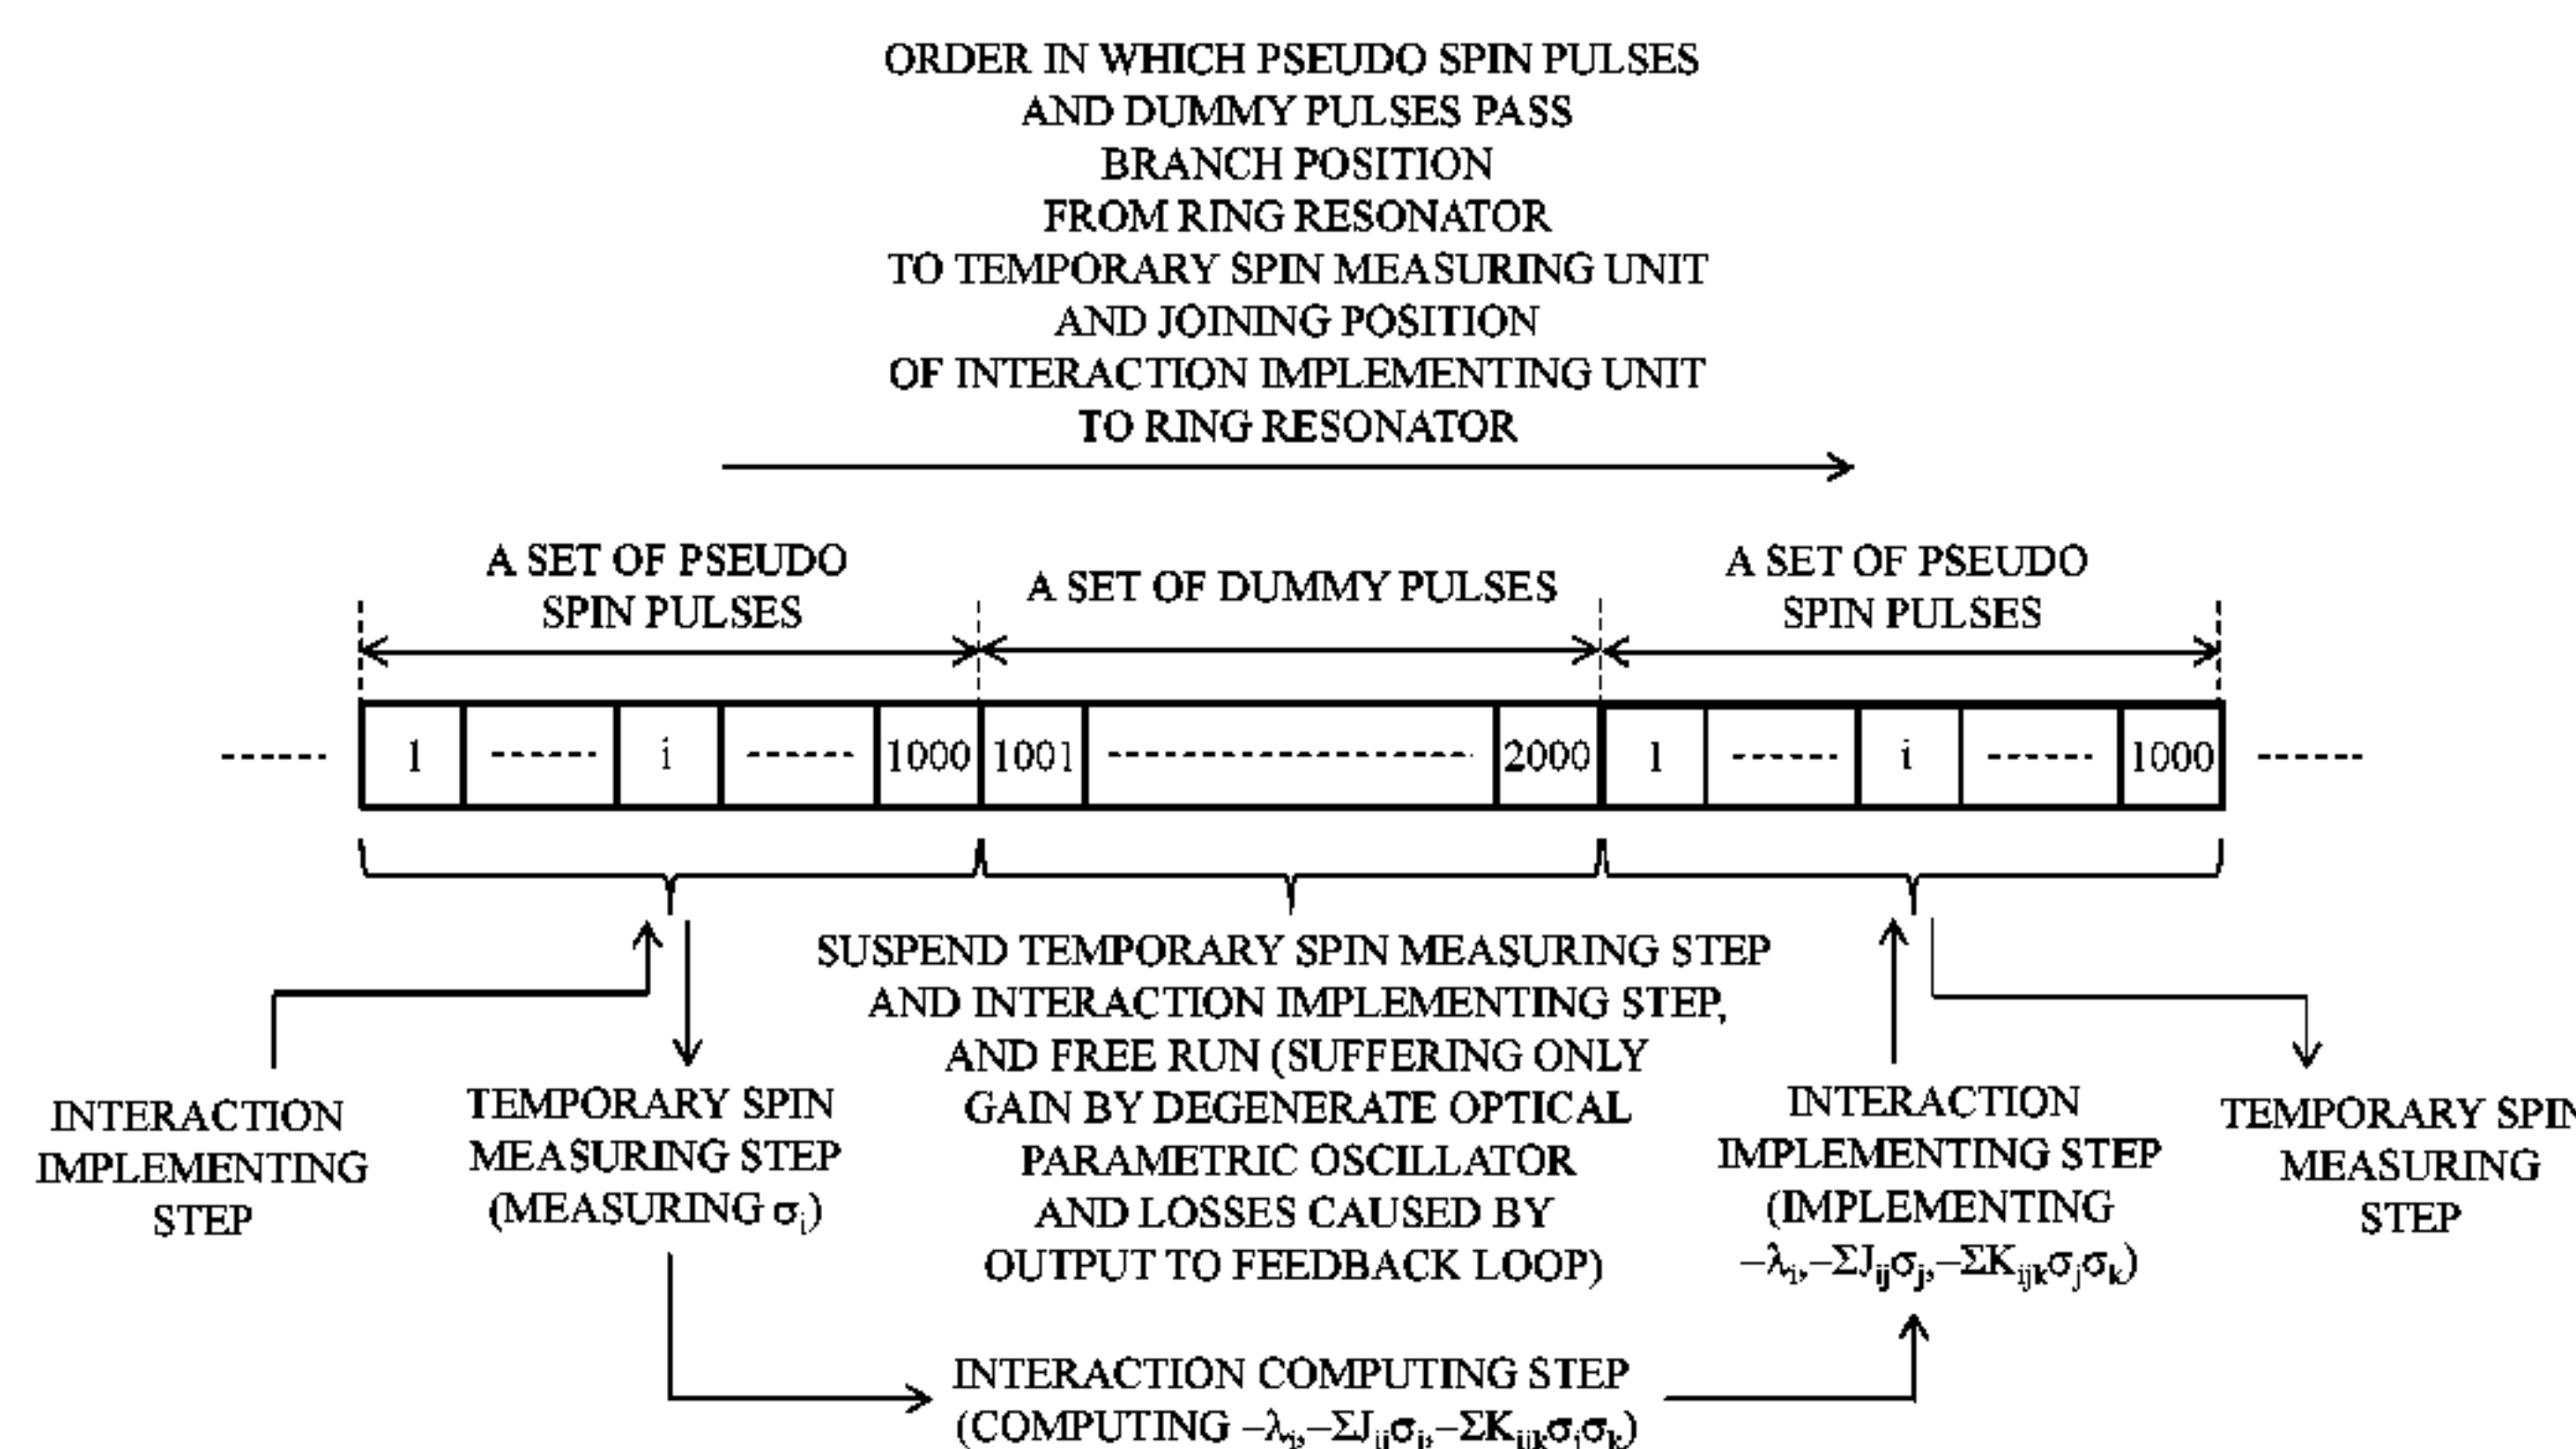 ORDER IN WHICH PSEUDO SPIN PULSES
AND DUMMY PULSES PASS
BRANCH POSITION
FROM RING RESONATOR
TO TEMPORARY SPIN MEASURING UNIT
AND JOINING POSITION
OF INTERACTION IMPLEMENTING UNIT
TO RING RESONATOR
A SET OF PSEUDO
SPIN PULSES
A SET OF DUMMY PULSES
A SET OF PSEUDO
SPIN PULSES
1 i 1000 1001 2000 1 i 1000
INTERACTION
IMPLEMENTING
STEP
TEMPORARY SPIN
MEASURING STEP
(MEASURING σᵢ)
SUSPEND TEMPORARY SPIN MEASURING STEP
AND INTERACTION IMPLEMENTING STEP,
AND FREE RUN (SUFFERING ONLY
GAIN BY DEGENERATE OPTICAL
PARAMETRIC OSCILLATOR
AND LOSSES CAUSED BY
OUTPUT TO FEEDBACK LOOP)
INTERACTION
IMPLEMENTING STEP
(IMPLEMENTING
−λᵢ,−ΣJᵢⱼσⱼ,−ΣKᵢⱼₖσⱼσₖ)
TEMPORARY SPIN
MEASURING
STEP
INTERACTION COMPUTING STEP
(COMPUTING −λᵢ,−ΣJᵢⱼσⱼ,−ΣKᵢⱼₖσⱼσₖ)